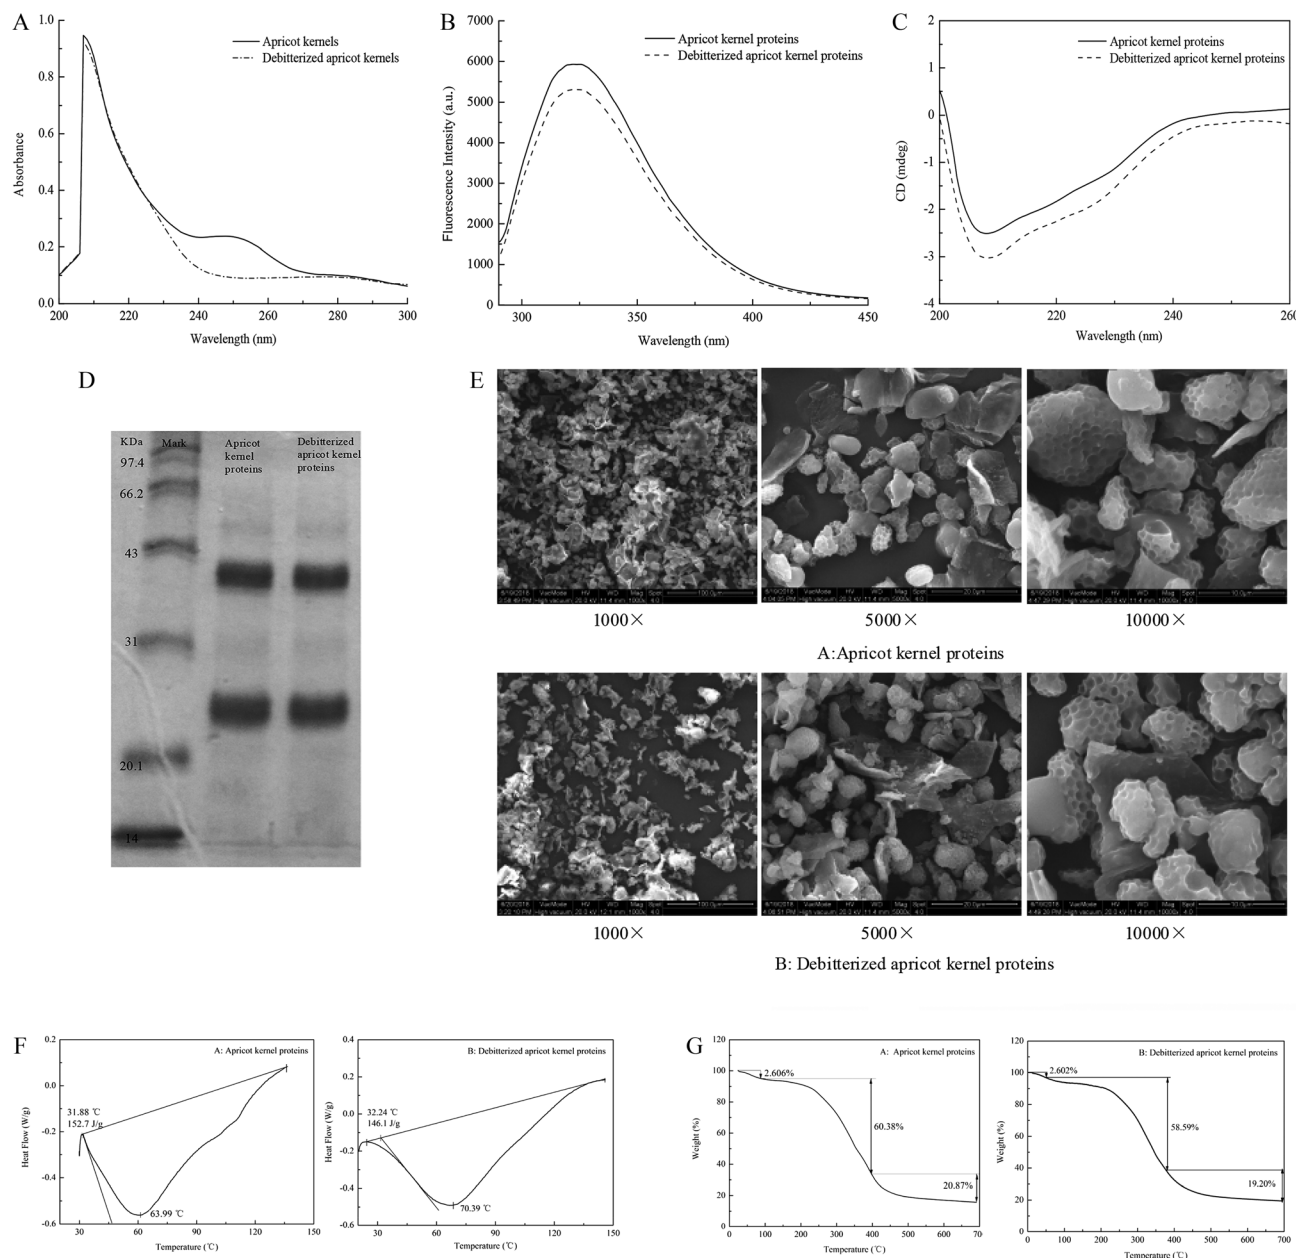 A
B
C
Apricot kernels
Debitterized apricot kernels
1.0
0.8
0.6
0.4
0.2
0.0
Absorbance
200
220
240
260
280
300
Wavelength (nm)
Apricot kernel proteins
Debitterized apricot kernel proteins
7000
6000
5000
4000
3000
2000
1000
0
Fluorescence Intensity (a.u.)
300
350
400
450
Wavelength (nm)
Apricot kernel proteins
Debitterized apricot kernel proteins
2
1
0
-1
-2
-3
-4
CD (mdeg)
200
220
240
260
Wavelength (nm)
D
KDa
Mark
Apricot
kernel
proteins
Debitterized
apricot kernel
proteins
97.4
66.2
43
31
20.1
14
E
1000×
5000×
10000×
A:Apricot kernel proteins
1000×
5000×
10000×
B: Debitterized apricot kernel proteins
F
A: Apricot kernel proteins
0.2
0.0
-0.2
-0.4
-0.6
Heat Flow (W/g)
31.88 ℃
152.7 J/g
63.99 ℃
30
60
90
120
150
Temperature (℃)
B: Debitterized apricot kernel proteins
0.4
0.2
0.0
-0.2
-0.4
-0.6
Heat Flow (W/g)
32.24 ℃
146.1 J/g
70.39 ℃
30
60
90
120
150
Temperature (℃)
G
A: Apricot kernel proteins
120
100
80
60
40
20
0
Weight (%)
2.606%
60.38%
20.87%
0
100
200
300
400
500
600
70
Temperature (℃)
B: Debitterized apricot kernel proteins
120
100
80
60
40
20
0
Weight (%)
2.602%
58.59%
19.20%
0
100
200
300
400
500
600
700
Temperature (℃)